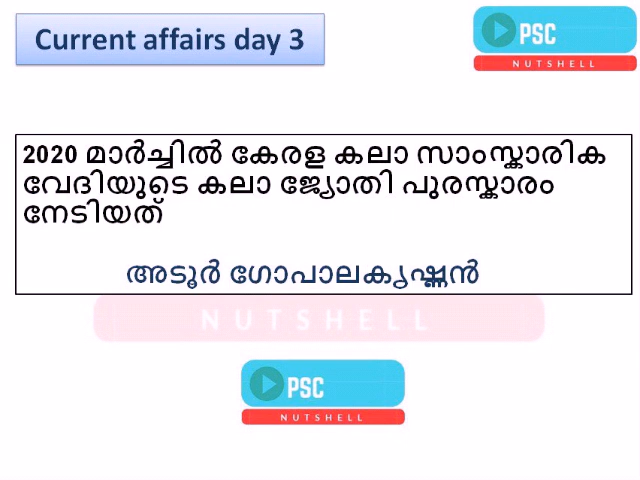 Current affairs day 3
PSC
NUTSHELL
2020 മാർച്ചിൽ കേരള കലാ സാംസ്കാരിക
വേദിയുടെ കലാ ജ്യോതി പുരസ്കാരം
നേടിയത്
അടൂർ ഗോപാലകൃഷ്ണൻ
NUTSHELL
PSC
NUTSHELL